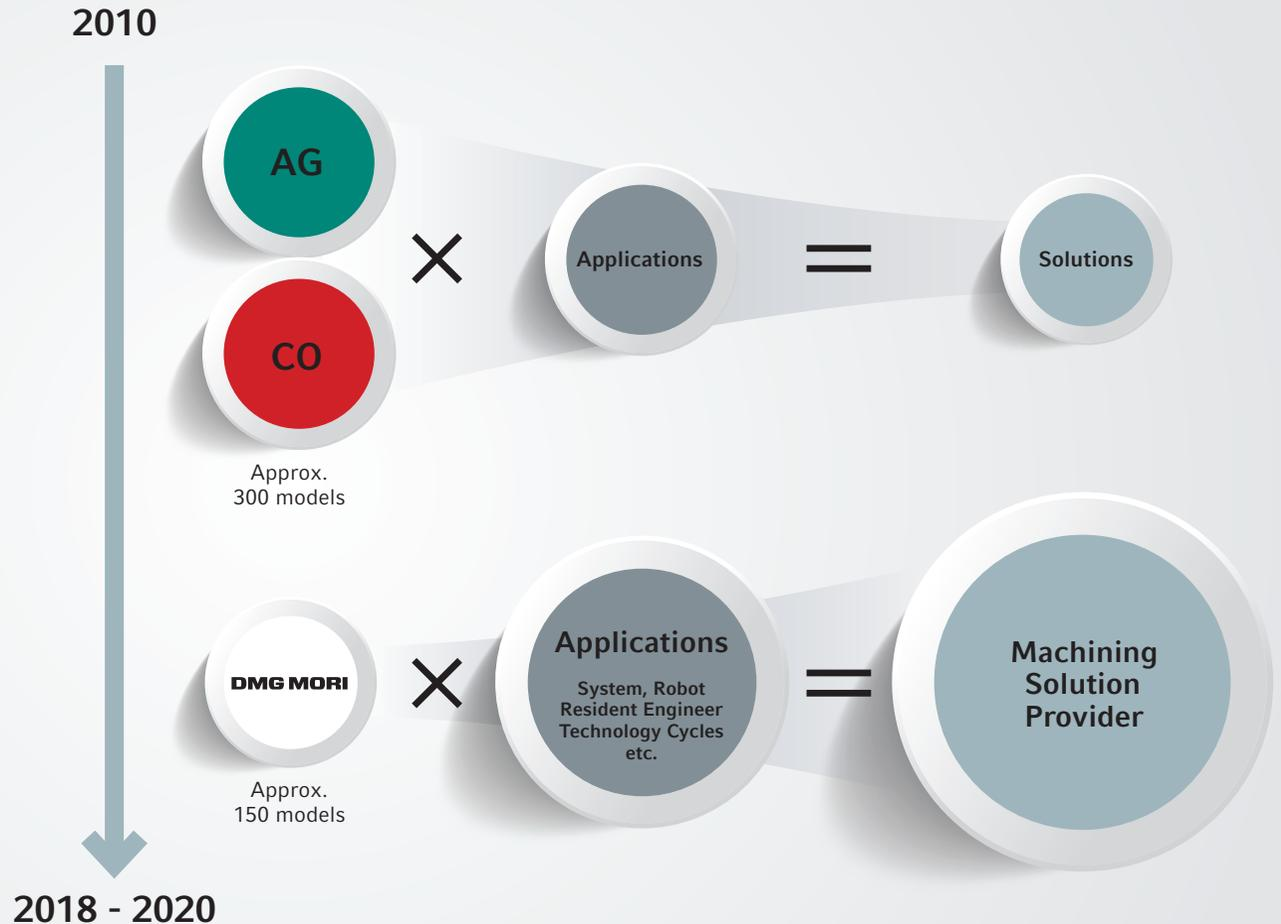 2010
AG
CO
Approx.
300 models
×
Applications
=
Solutions
DMG MORI
Approx.
150 models
×
Applications
System, Robot
Resident Engineer
Technology Cycles
etc.
=
Machining
Solution
Provider
2018 - 2020